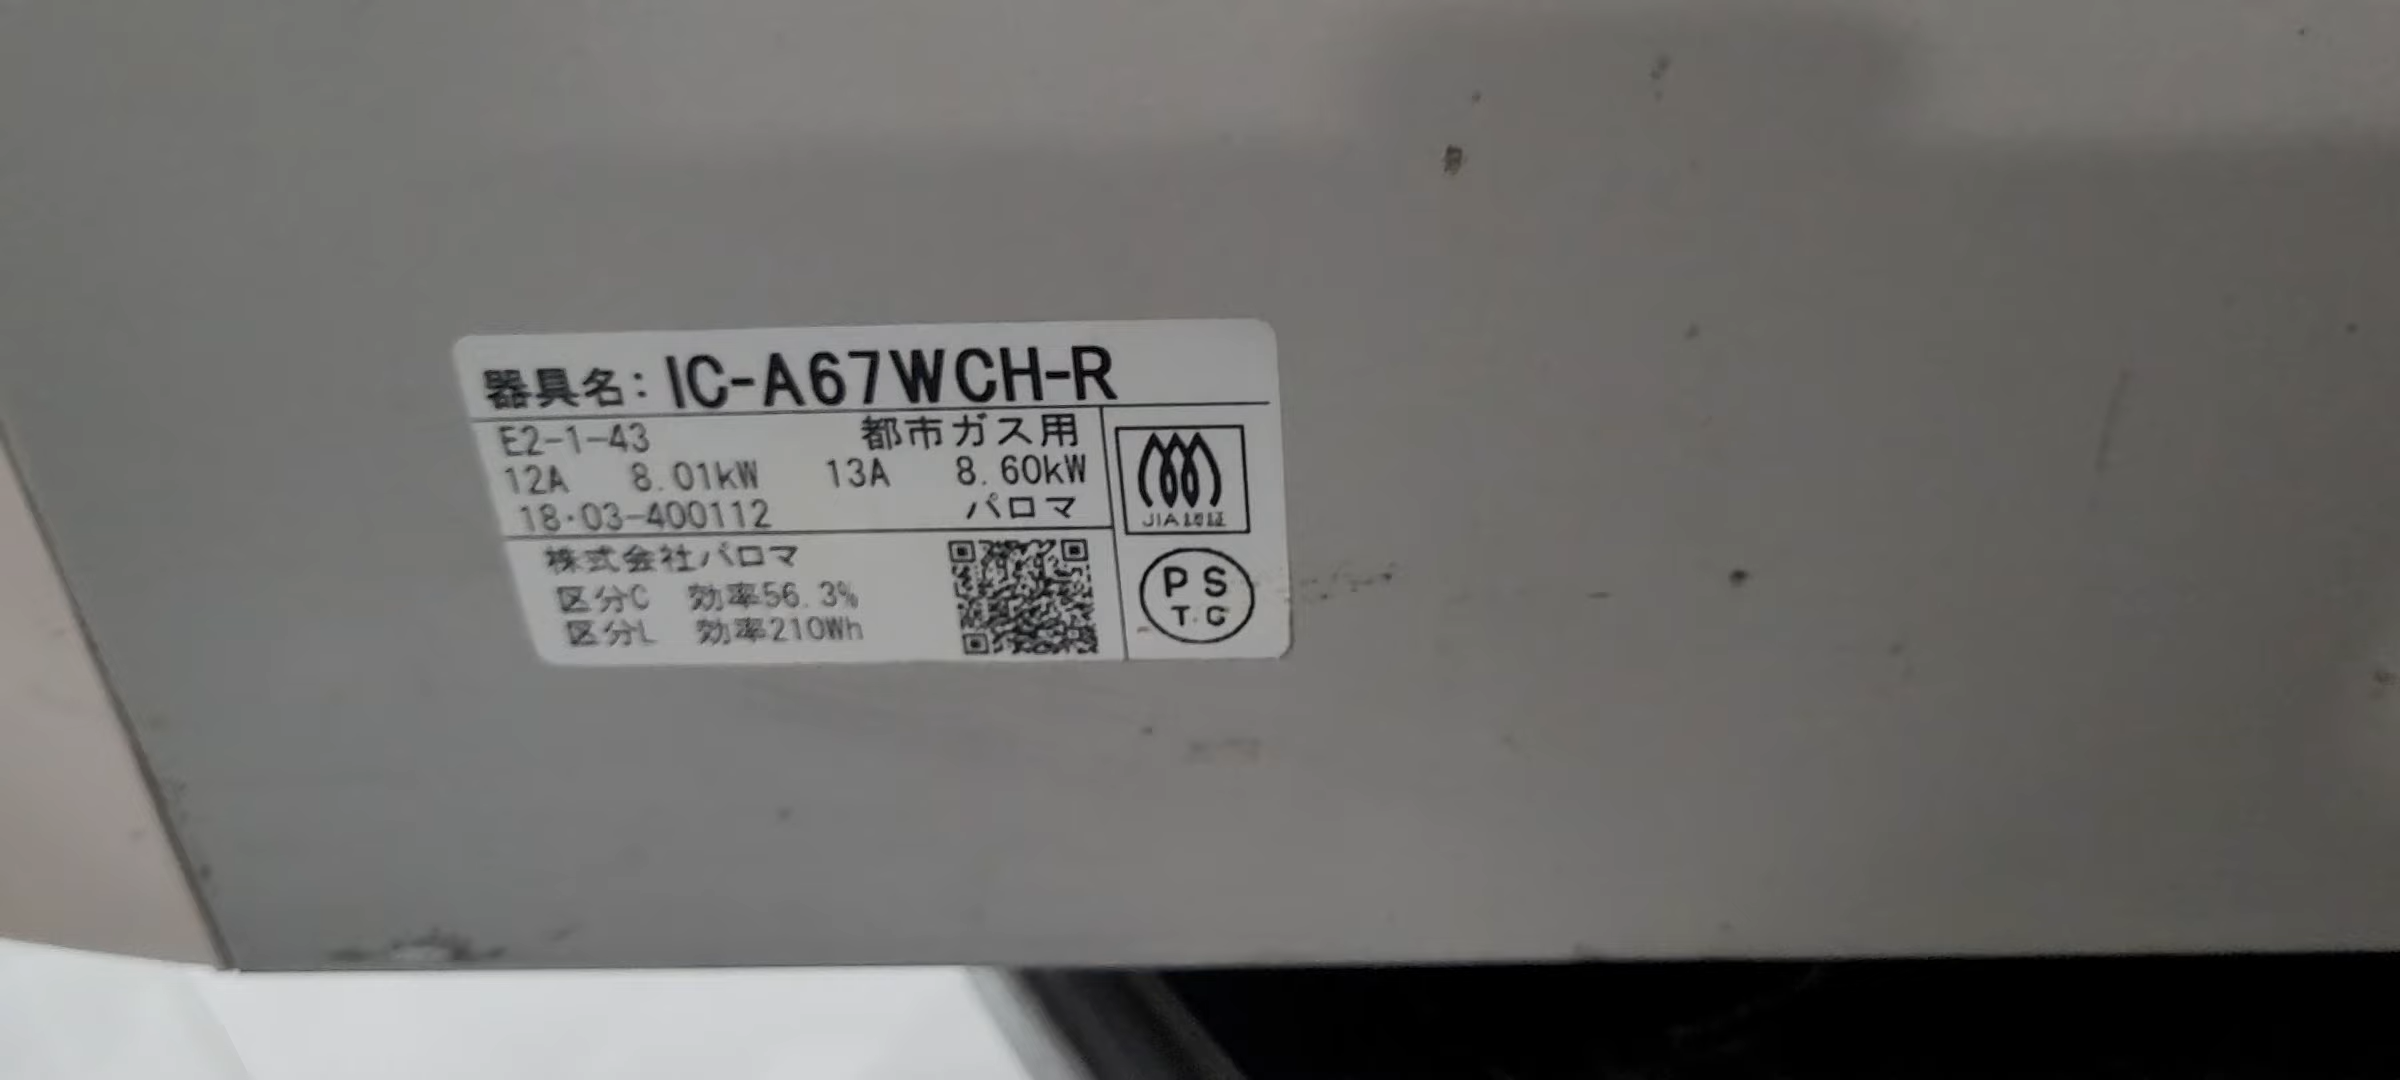 器具名: IC-A67WCH-R
E2-1-43 都市ガス用
12A 8.01kW 13A 8.60kW
18・03-400112 パロマ
JIA認証
株式会社パロマ
区分C 効率56.3%
区分L 効率210Wh
PS
T.C